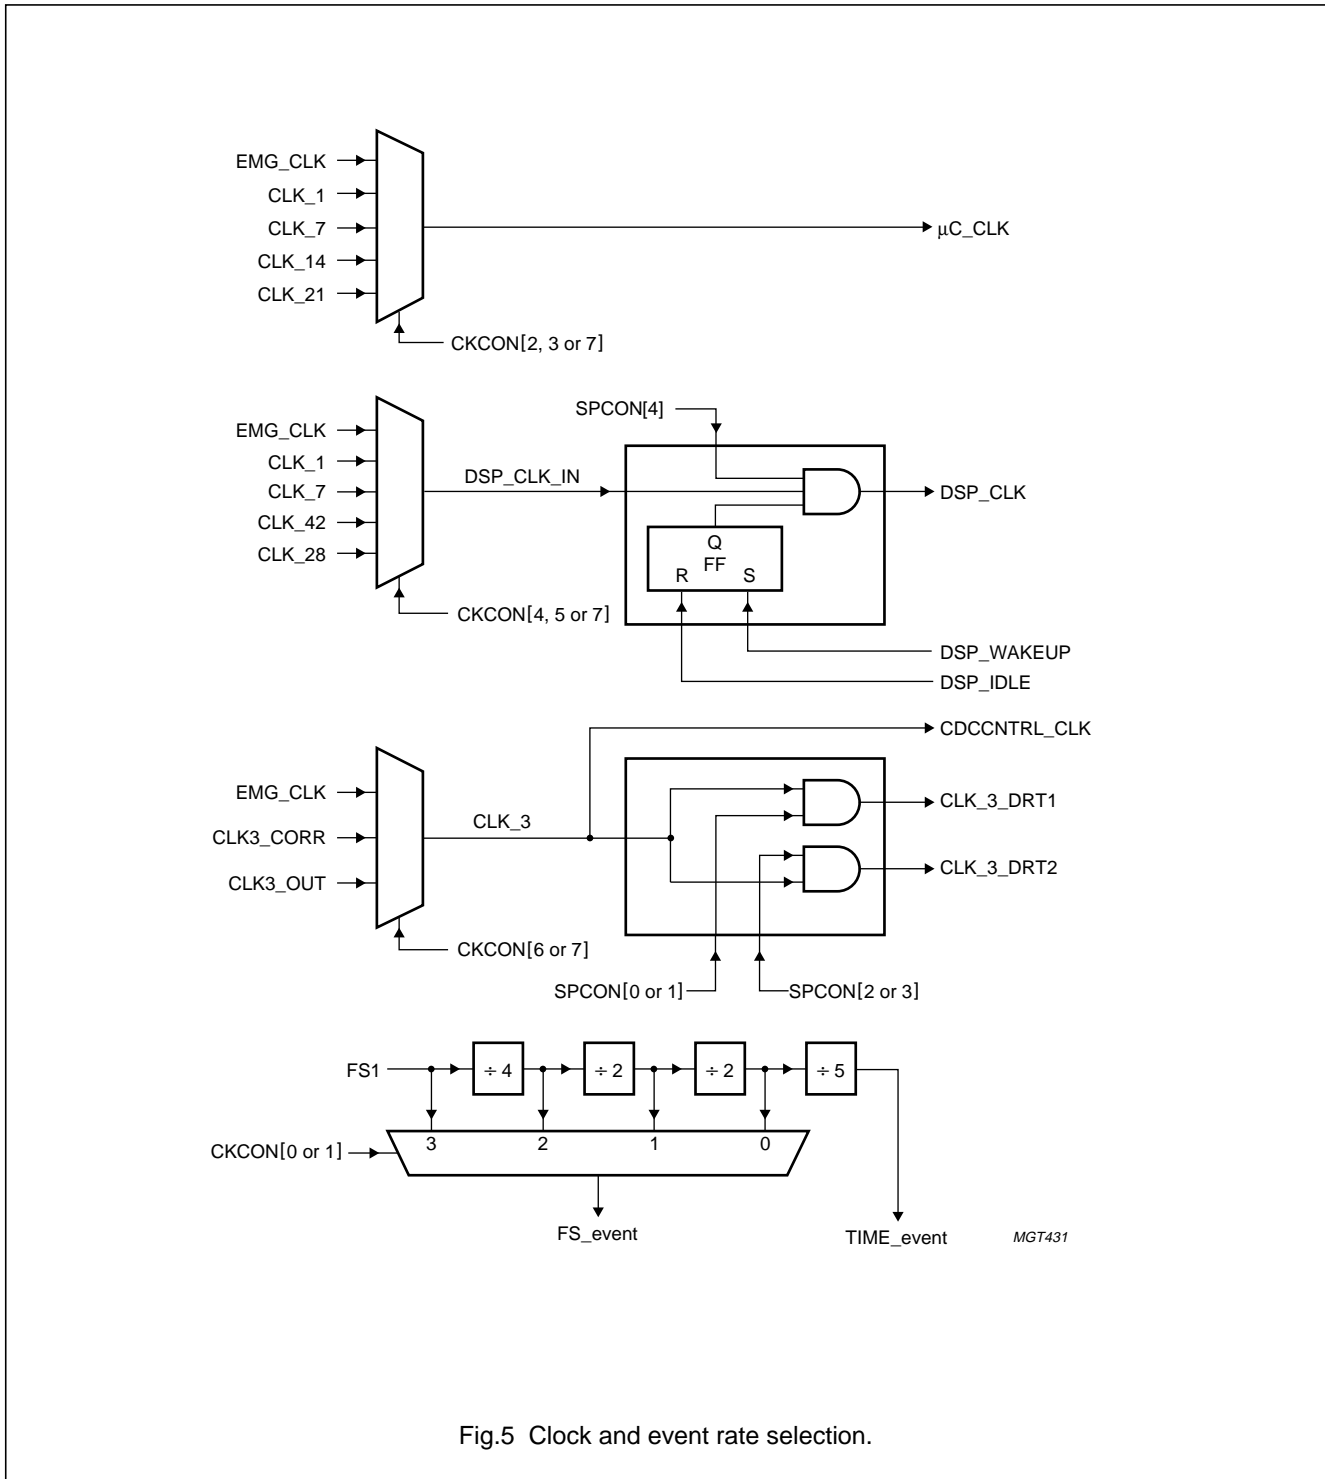 EMG_CLK
CLK_1
CLK_7
CLK_14
CLK_21
μC_CLK
CKCON[2, 3 or 7]
SPCON[4]
EMG_CLK
CLK_1
CLK_7
CLK_42
CLK_28
DSP_CLK_IN
DSP_CLK
Q
FF
R S
CKCON[4, 5 or 7]
DSP_WAKEUP
DSP_IDLE
CDCCNTRL_CLK
EMG_CLK
CLK3_CORR
CLK3_OUT
CLK_3
CLK_3_DRT1
CLK_3_DRT2
CKCON[6 or 7]
SPCON[0 or 1]
SPCON[2 or 3]
FS1
÷ 4
÷ 2
÷ 2
÷ 5
3 2 1 0
CKCON[0 or 1]
FS_event
TIME_event
MGT431
Fig.5 Clock and event rate selection.